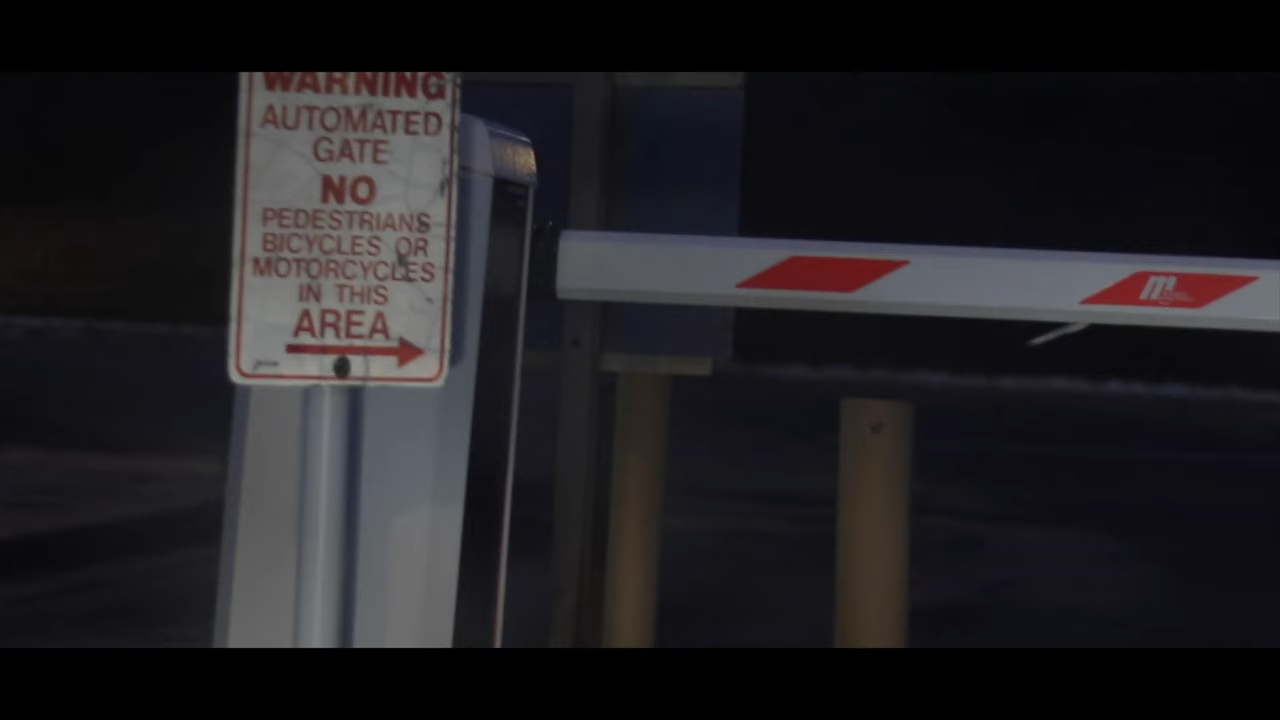 WARNING
AUTOMATED
GATE
NO
PEDESTRIANS
BICYCLES OR
MOTORCYCLES
IN THIS
AREA